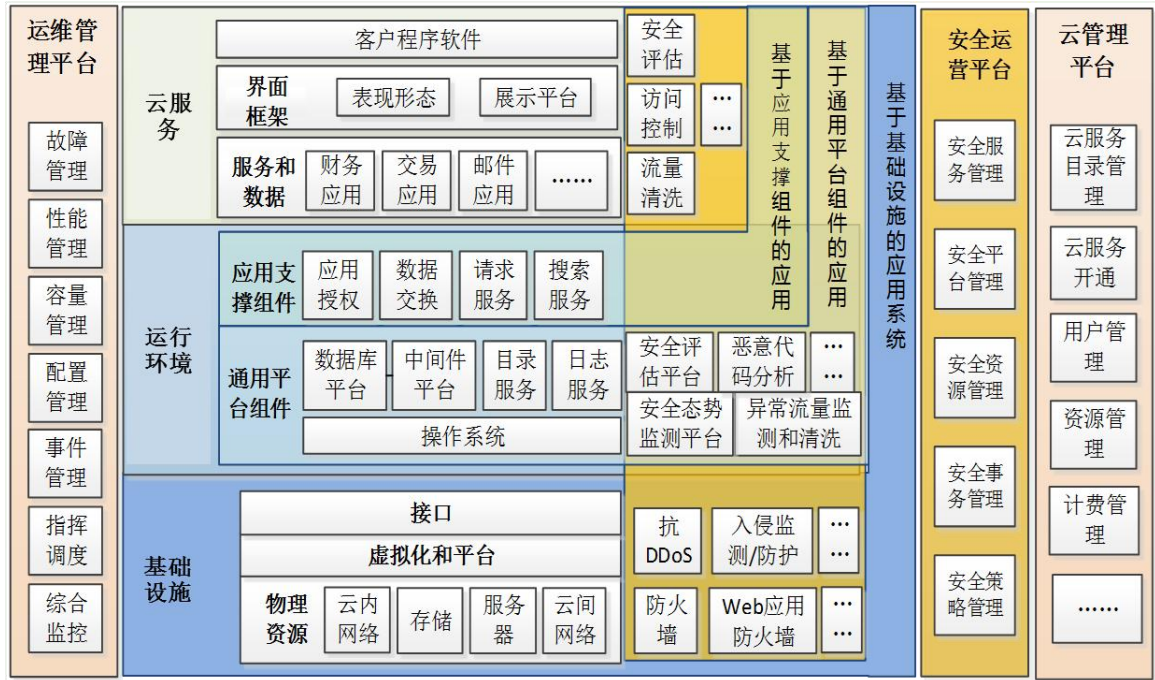 运维管
理平台
故障
管理
性能
管理
容量
管理
配置
管理
事件
管理
指挥
调度
综合
监控
云服
务
客户程序软件
界面
框架
表现形态
展示平台
服务和
数据
财务
应用
交易
应用
邮件
应用
……
安全
评估
访问
控制
…
…
流量
清洗
基于应用支撑组件的应用
基于通用平台组件的应用
基于基础设施的应用系统
运行
环境
应用支
撑组件
应用
授权
数据
交换
请求
服务
搜索
服务
通用平
台组件
数据库
平台
中间件
平台
目录
服务
日志
服务
操作系统
安全评
估平台
恶意代
码分析
…
…
安全态势
监测平台
异常流量监
测和清洗
基础
设施
接口
虚拟化和平台
物理
资源
云内
网络
存储
服务
器
云间
网络
抗
DDoS
入侵监
测/防护
…
…
防火
墙
Web应用
防火墙
…
…
安全运
营平台
安全服
务管理
安全平
台管理
安全资
源管理
安全事
务管理
安全策
略管理
云管理
平台
云服务
目录管
理
云服务
开通
用户管
理
资源管
理
计费管
理
……